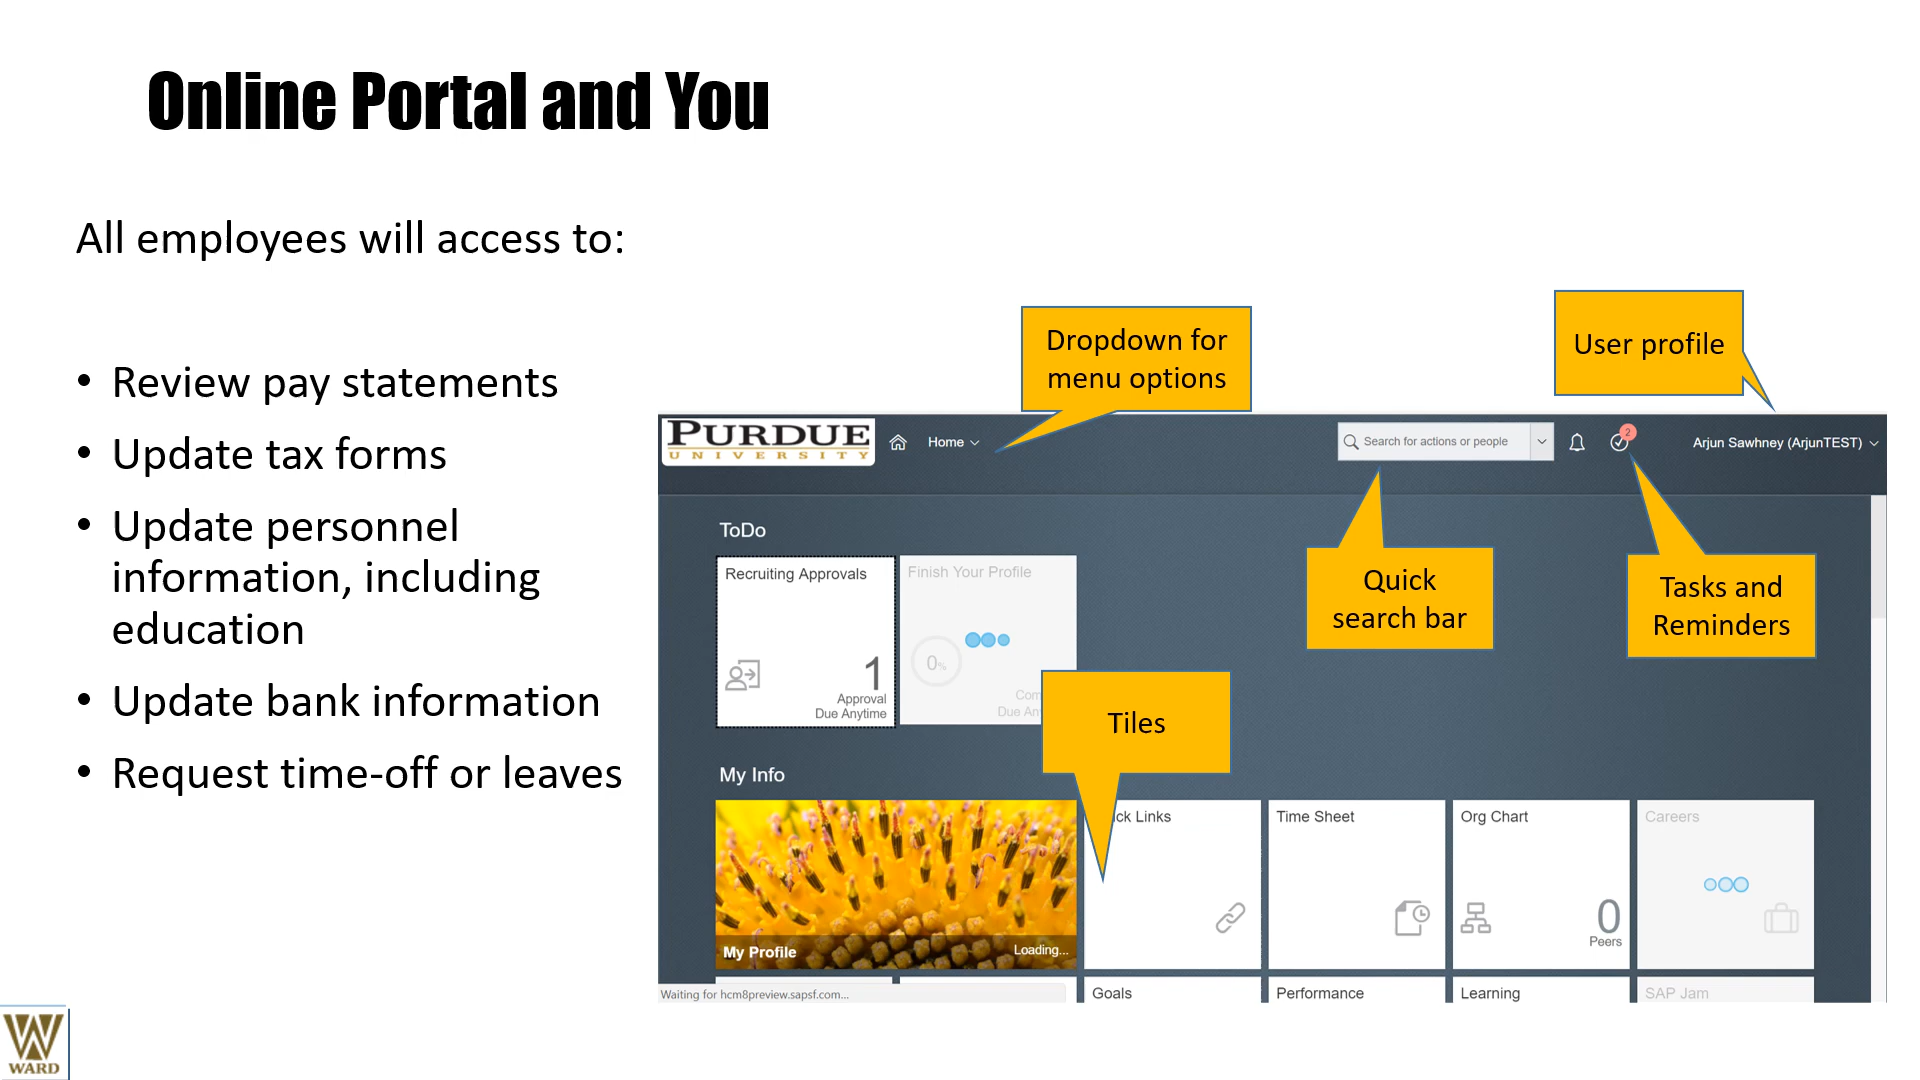 Online Portal and You
All employees will access to:
• Review pay statements
• Update tax forms
• Update personnel
information, including
education
• Update bank information
• Request time-off or leaves
Dropdown for
menu options
User profile
PURDUE
UNIVERSITY
Home
Search for actions or people
2
Arjun Sawhney (ArjunTEST)
Quick
search bar
Tasks and
Reminders
ToDo
Recruiting Approvals
1
Approval
Due Anytime
Finish Your Profile
0%
Com
Due An
Tiles
My Info
My Profile
Loading...
ck Links
Time Sheet
Org Chart
0
Peers
Careers
Goals
Performance
Learning
SAP Jam
Waiting for hcm8preview.sapsf.com...
W
WARD